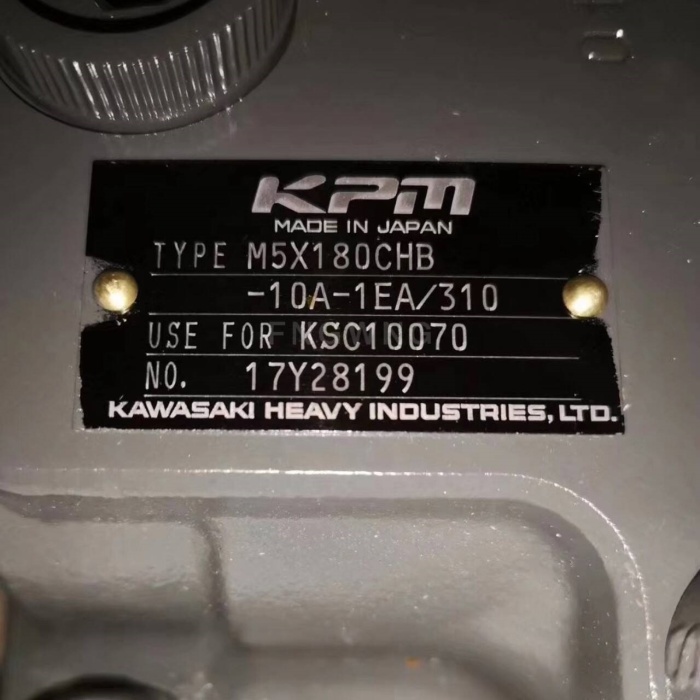 KPM
MADE IN JAPAN
TYPE M5X180CHB
-10A-1EA/310
USE FOR KSC10070
NO. 17Y28199
KAWASAKI HEAVY INDUSTRIES, LTD.